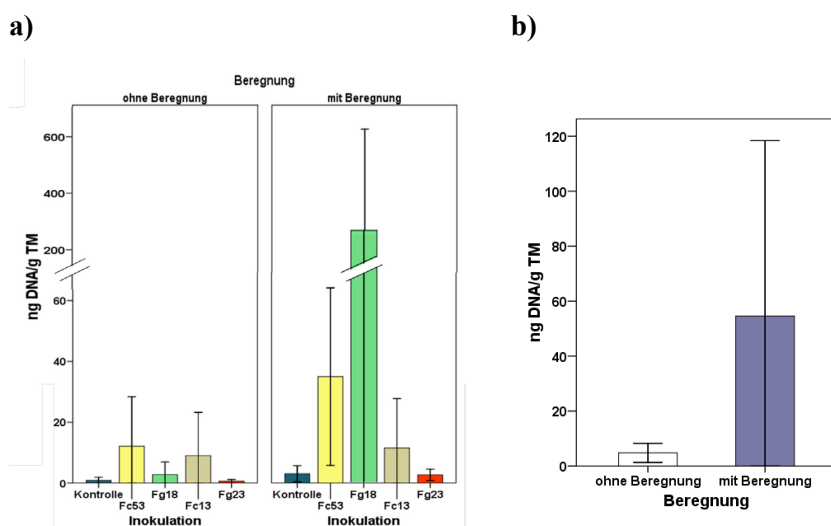 a)
b)
Beregnung
ohne Beregnung
mit Beregnung
600
400
200
60
40
20
0
ng DNA/g TM
Kontrolle Fg18 Fg23
Fc53 Fc13
Inokulation
Kontrolle Fg18 Fg23
Fc53 Fc13
Inokulation
120
100
80
60
40
20
0
ng DNA/g TM
ohne Beregnung mit Beregnung
Beregnung